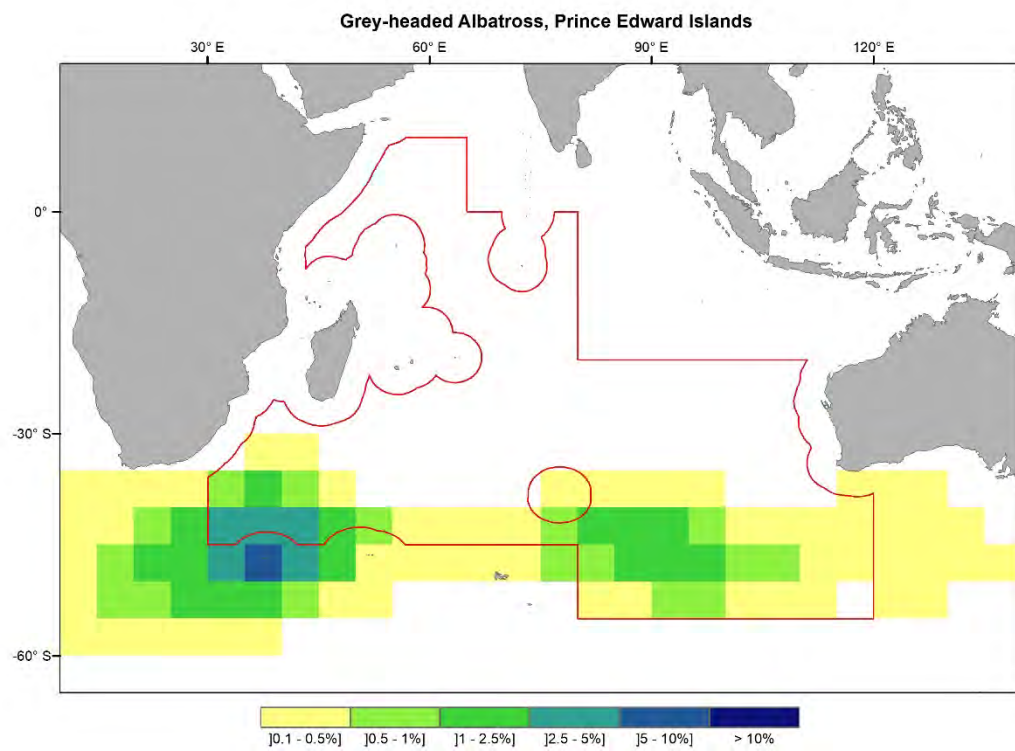 Grey-headed Albatross, Prince Edward Islands
30° E 60° E 90° E 120° E
0°
-30° S
-60° S
]0.1 - 0.5%] ]0.5 - 1%] ]1 - 2.5%] ]2.5 - 5%] ]5 - 10%] > 10%